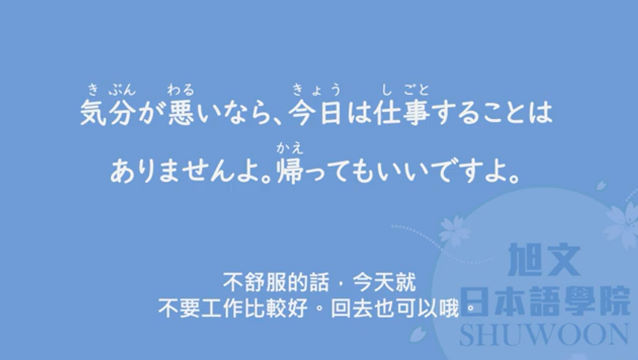 き ぶん わる きょう し ごと
気分が悪いなら、今日は仕事することは
かえ
ありませんよ。帰ってもいいですよ。
不舒服的話，今天就
不要工作比較好。回去也可以哦。
旭文
日本語學院
SHUWOON